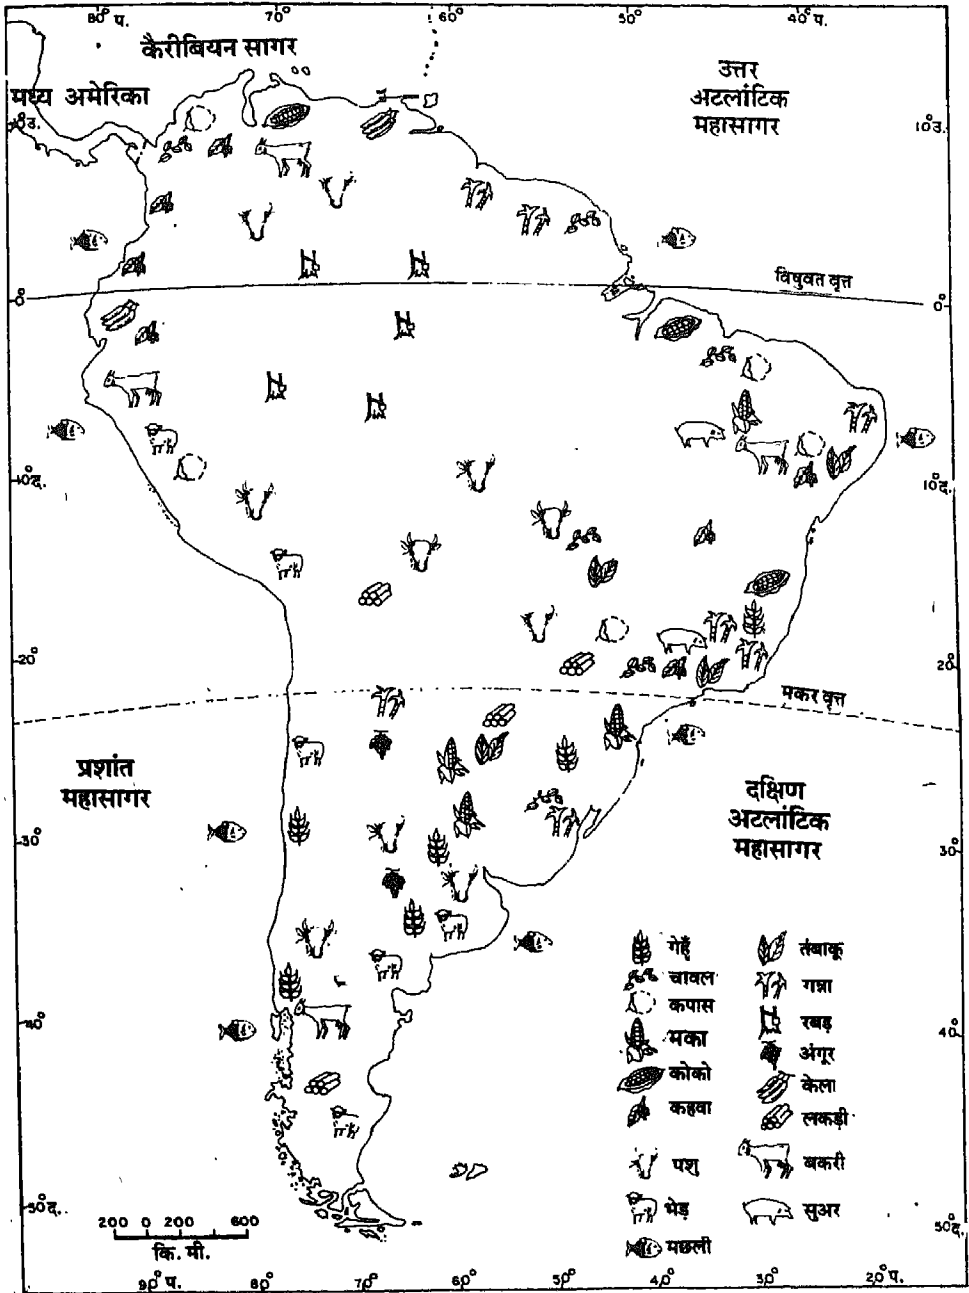 80° प.
70°
60°
50°
40° प.
कैरीबियन सागर
मध्य अमेरिका
उत्तर
अटलांटिक
महासागर
10°उ.
10°उ.
विषुवत वृत्त
0°
0°
10°द.
10°द.
20°
20°
मकर वृत्त
प्रशांत
महासागर
दक्षिण
अटलांटिक
महासागर
30°
30°
गेहूँ
तंबाकू
चावल
गन्ना
कपास
रबड़
मका
अंगूर
कोको
केला
कहवा
लकड़ी
पशु
बकरी
भेड़
सुअर
मछली
40°
40°
50°द.
50°द.
200 0 200 600
कि. मी.
90° प.
80°
70°
60°
50°
40°
30°
20° प.